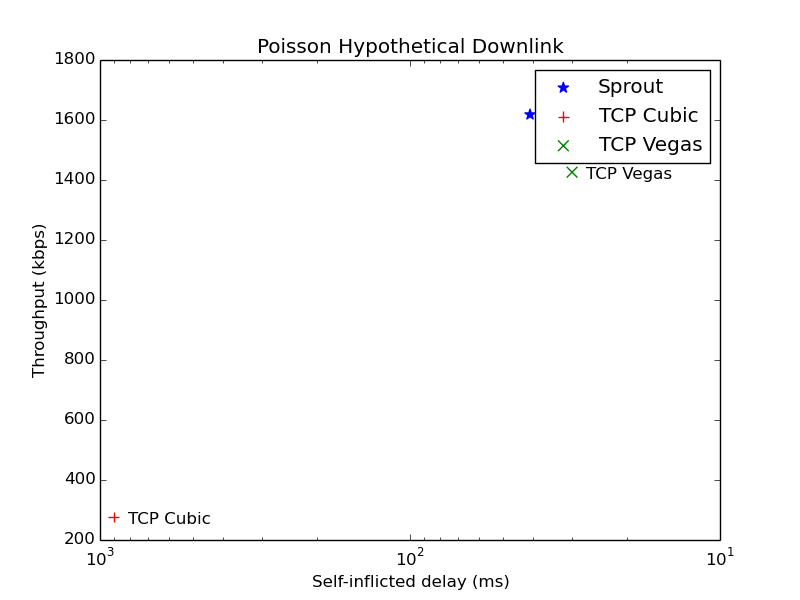 Poisson Hypothetical Downlink
1800
1600
1400
1200
1000
800
600
400
200
Throughput (kbps)
Sprout
TCP Cubic
TCP Vegas
TCP Vegas
TCP Cubic
10³
10²
10¹
Self-inflicted delay (ms)